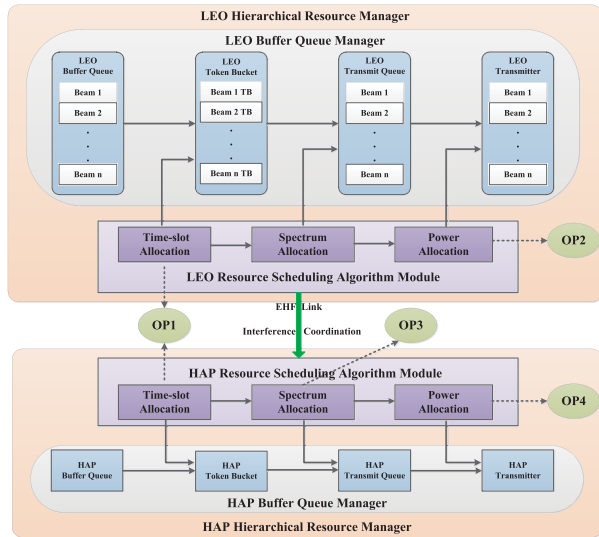 LEO Hierarchical Resource Manager
LEO Buffer Queue Manager
LEO
Buffer Queue
Beam 1
Beam 2
.
.
.
Beam n
LEO
Token Bucket
Beam 1 TB
Beam 2 TB
.
.
.
Beam n TB
LEO
Transmit Queue
Beam 1
Beam 2
.
.
.
Beam n
LEO
Transmitter
Beam 1
Beam 2
.
.
.
Beam n
Time-slot
Allocation
Spectrum
Allocation
Power
Allocation
OP2
LEO Resource Scheduling Algorithm Module
EHF Link
OP1
Interference Coordination
OP3
HAP Resource Scheduling Algorithm Module
Time-slot
Allocation
Spectrum
Allocation
Power
Allocation
OP4
HAP
Buffer Queue
HAP
Token Bucket
HAP
Transmit Queue
HAP
Transmitter
HAP Buffer Queue Manager
HAP Hierarchical Resource Manager